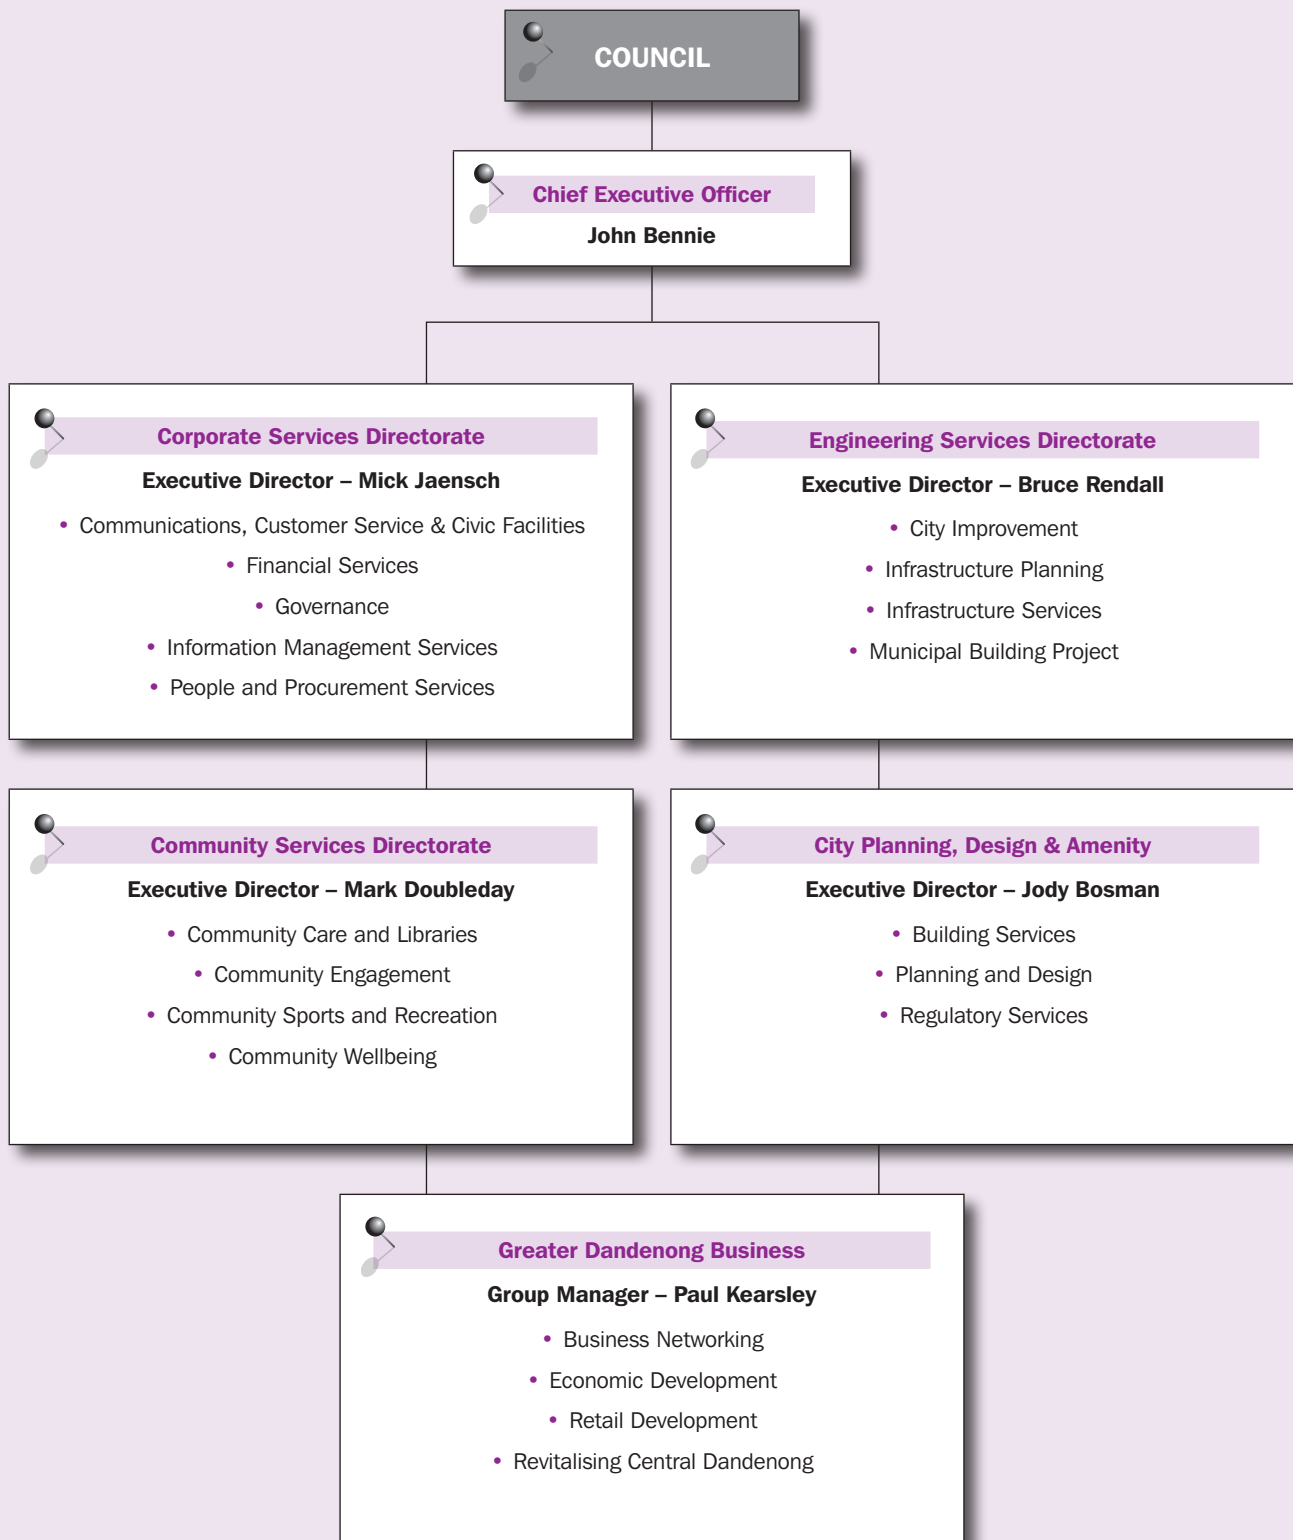 COUNCIL
Chief Executive Officer
John Bennie
Corporate Services Directorate
Executive Director – Mick Jaensch
• Communications, Customer Service & Civic Facilities
• Financial Services
• Governance
• Information Management Services
• People and Procurement Services
Engineering Services Directorate
Executive Director – Bruce Rendall
• City Improvement
• Infrastructure Planning
• Infrastructure Services
• Municipal Building Project
Community Services Directorate
Executive Director – Mark Doubleday
• Community Care and Libraries
• Community Engagement
• Community Sports and Recreation
• Community Wellbeing
City Planning, Design & Amenity
Executive Director – Jody Bosman
• Building Services
• Planning and Design
• Regulatory Services
Greater Dandenong Business
Group Manager – Paul Kearsley
• Business Networking
• Economic Development
• Retail Development
• Revitalising Central Dandenong